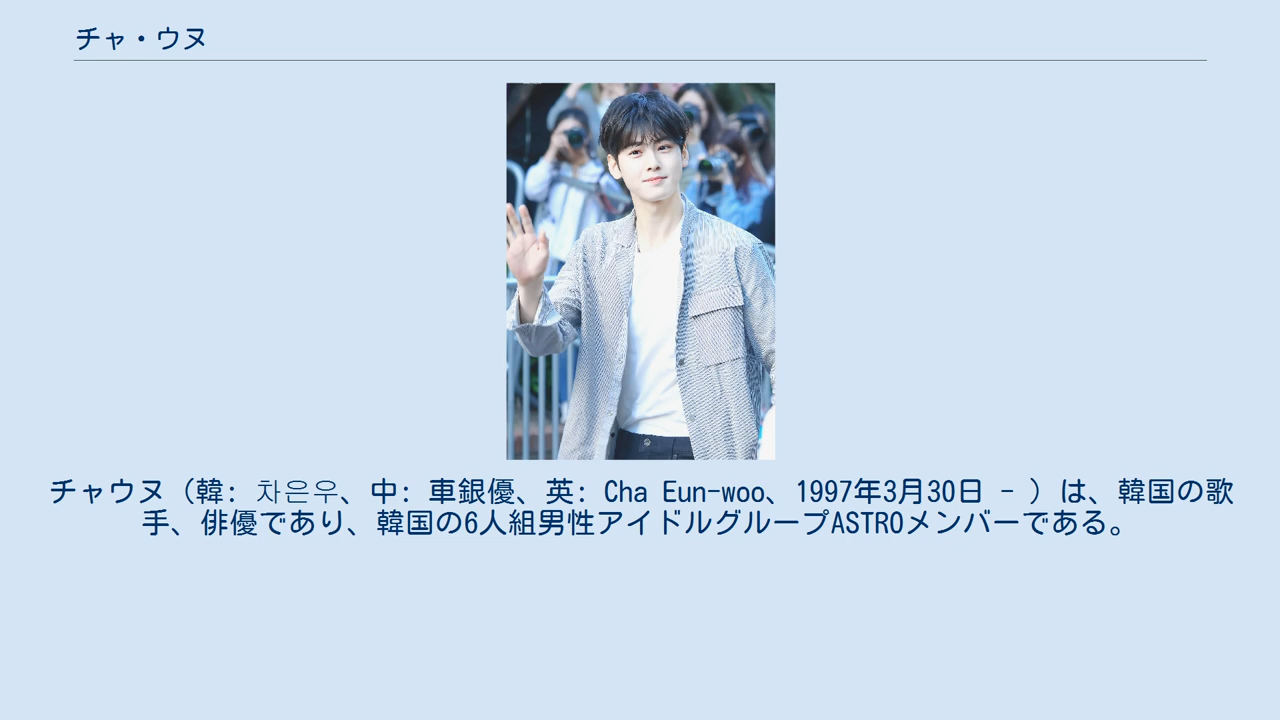 チャ・ウヌ
チャウヌ（韓: 차은우、中: 車銀優、英: Cha Eun-woo、1997年3月30日 - ）は、韓国の歌
手、俳優であり、韓国の6人組男性アイドルグループASTROメンバーである。